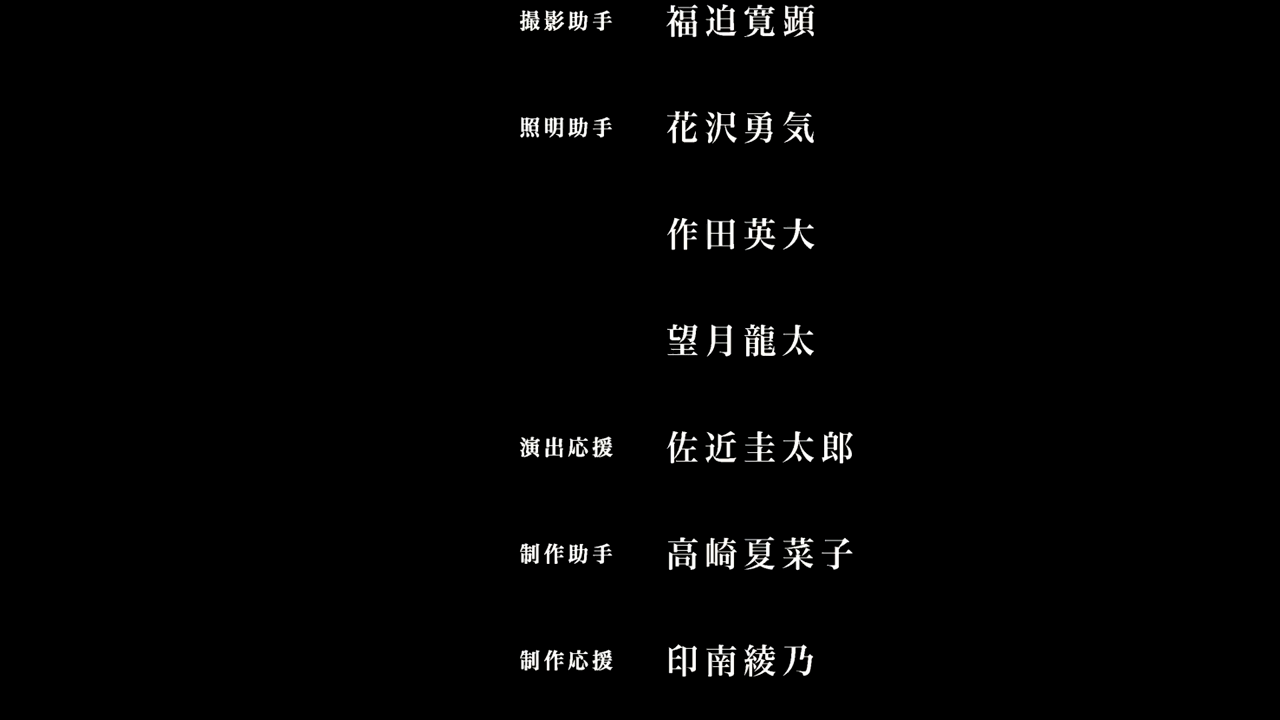 撮影助手 福迫寛顕
照明助手 花沢勇気
作田英大
望月龍太
演出応援 佐近圭太郎
制作助手 高崎夏菜子
制作応援 印南綾乃